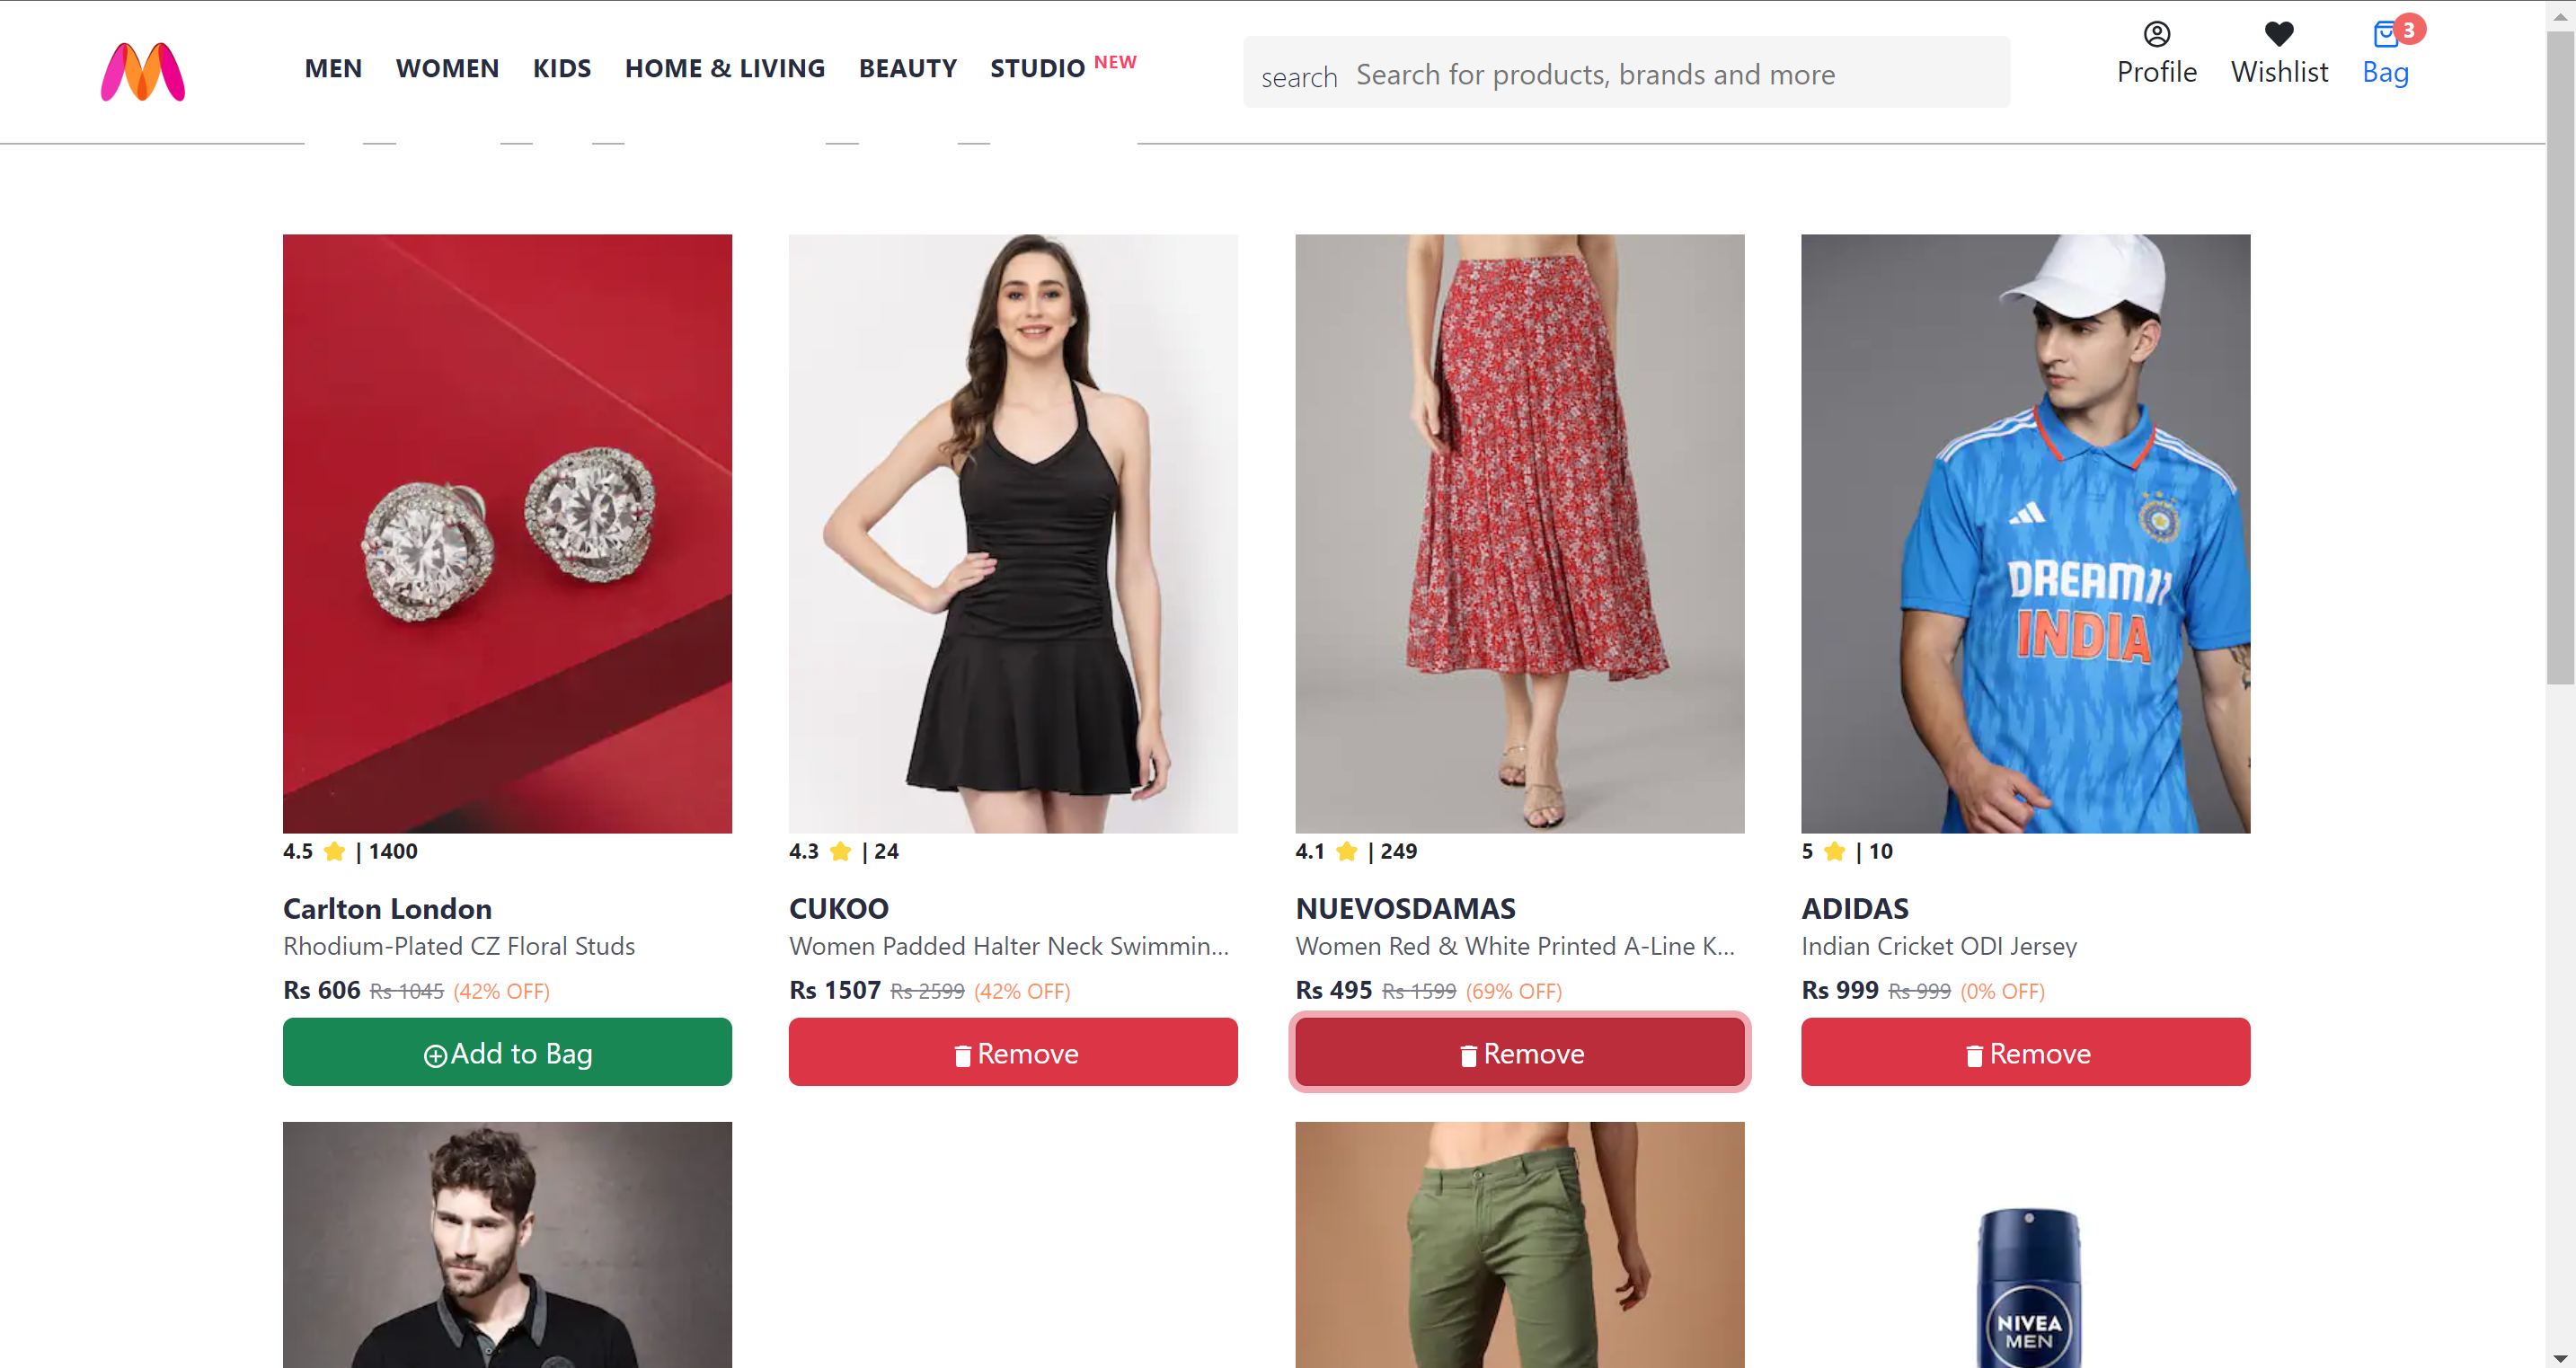 MEN WOMEN KIDS HOME & LIVING BEAUTY STUDIO NEW
search Search for products, brands and more
Profile Wishlist Bag 3
DREAM11
INDIA
4.5 | 1400
Carlton London
Rhodium-Plated CZ Floral Studs
Rs 606 Rs 1045 (42% OFF)
Add to Bag
4.3 | 24
CUKOO
Women Padded Halter Neck Swimmin...
Rs 1507 Rs 2599 (42% OFF)
Remove
4.1 | 249
NUEVOSDAMAS
Women Red & White Printed A-Line K...
Rs 495 Rs 1599 (69% OFF)
Remove
5 | 10
ADIDAS
Indian Cricket ODI Jersey
Rs 999 Rs 999 (0% OFF)
Remove
NIVEA
MEN